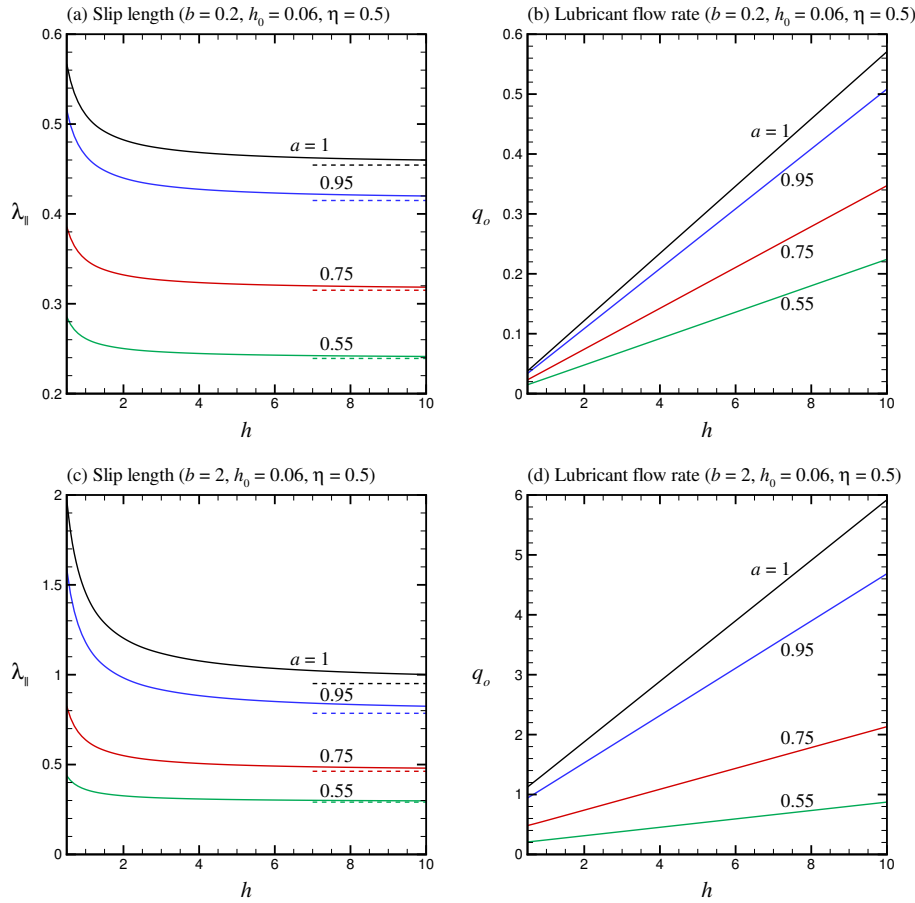 (a) Slip length (b = 0.2, h₀ = 0.06, η = 0.5)
0.6
0.5
0.4
0.3
0.2
λ∥
a = 1
0.95
0.75
0.55
2 4 6 8 10
h
(b) Lubricant flow rate (b = 0.2, h₀ = 0.06, η = 0.5)
0.6
0.5
0.4
0.3
0.2
0.1
0
qₒ
a = 1
0.95
0.75
0.55
2 4 6 8 10
h
(c) Slip length (b = 2, h₀ = 0.06, η = 0.5)
2
1.5
1
0.5
0
λ∥
a = 1
0.95
0.75
0.55
2 4 6 8 10
h
(d) Lubricant flow rate (b = 2, h₀ = 0.06, η = 0.5)
6
5
4
3
2
1
0
qₒ
a = 1
0.95
0.75
0.55
2 4 6 8 10
h